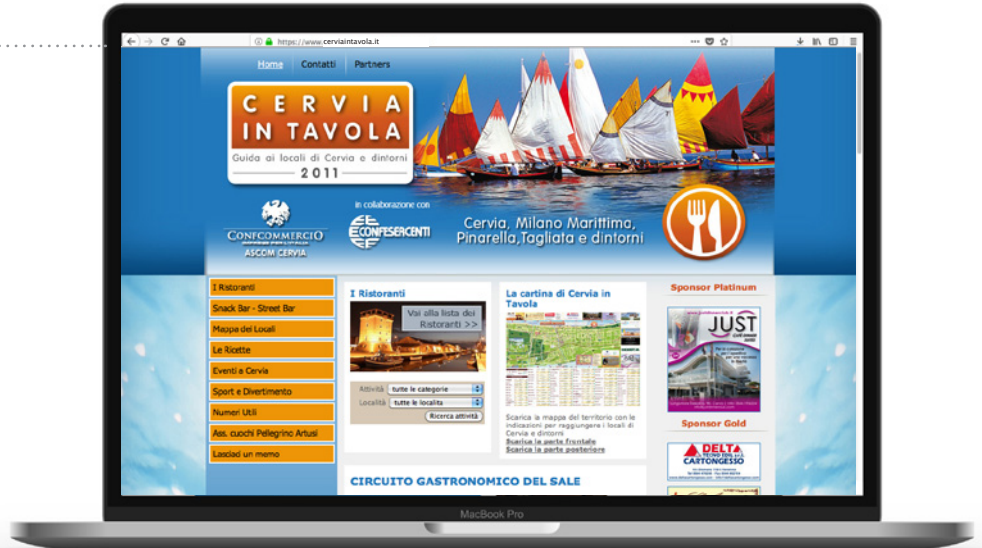 https://www.cerviaintavola.it
Home Contatti Partners
CERVIA
IN TAVOLA
Guida ai locali di Cervia e dintorni
2011
in collaborazione con
CONFCOMMERCIO
ASCOM CERVIA
CONFESERCENTI
Cervia, Milano Marittima,
Pinarella, Tagliata e dintorni
I Ristoranti
Snack Bar - Street Bar
Mappa dei Locali
Le Ricette
Eventi a Cervia
Sport e Divertimento
Numeri Utili
Ass. cuochi Pellegrino Artusi
Lasciaci un memo
I Ristoranti
Vai alla lista dei
Ristoranti >>
Attività tutte le categorie
Località tutte le localita
Ricerca attività
La cartina di Cervia in
Tavola
Scarica la mappa del territorio con le
indicazioni per raggiungere i locali di
Cervia e dintorni
Scarica la parte frontale
Scarica la parte posteriore
CIRCUITO GASTRONOMICO DEL SALE
Sponsor Platinum
JUST
Sponsor Gold
DELTA
CARTONGESSO
MacBook Pro